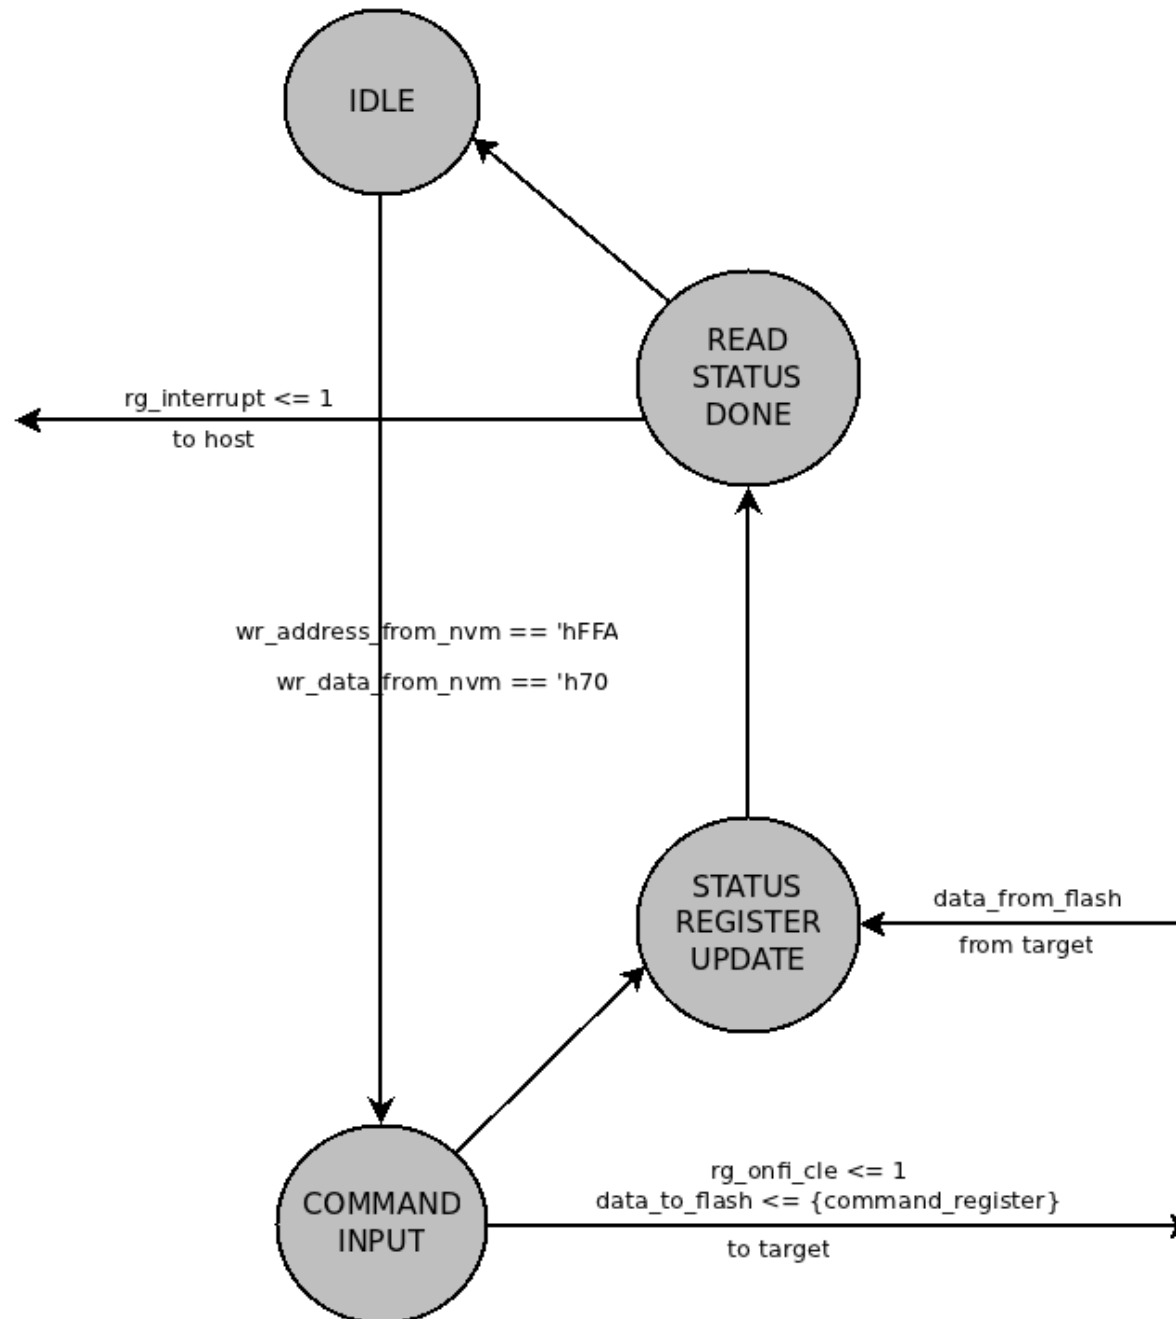 IDLE
READ
STATUS
DONE
rg_interrupt <= 1
to host
wr_address_from_nvm == 'hFFA
wr_data_from_nvm == 'h70
STATUS
REGISTER
UPDATE
data_from_flash
from target
COMMAND
INPUT
rg_onfi_cle <= 1
data_to_flash <= {command_register}
to target